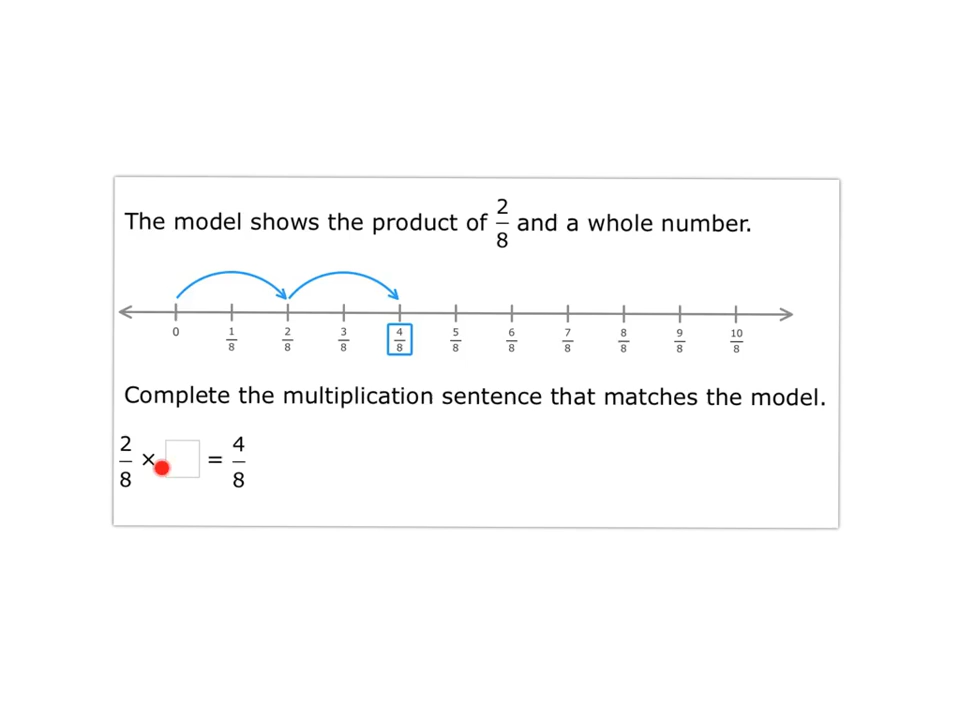 The model shows the product of 2/8 and a whole number.
0 1/8 2/8 3/8 4/8 5/8 6/8 7/8 8/8 9/8 10/8
Complete the multiplication sentence that matches the model.
2/8 × = 4/8